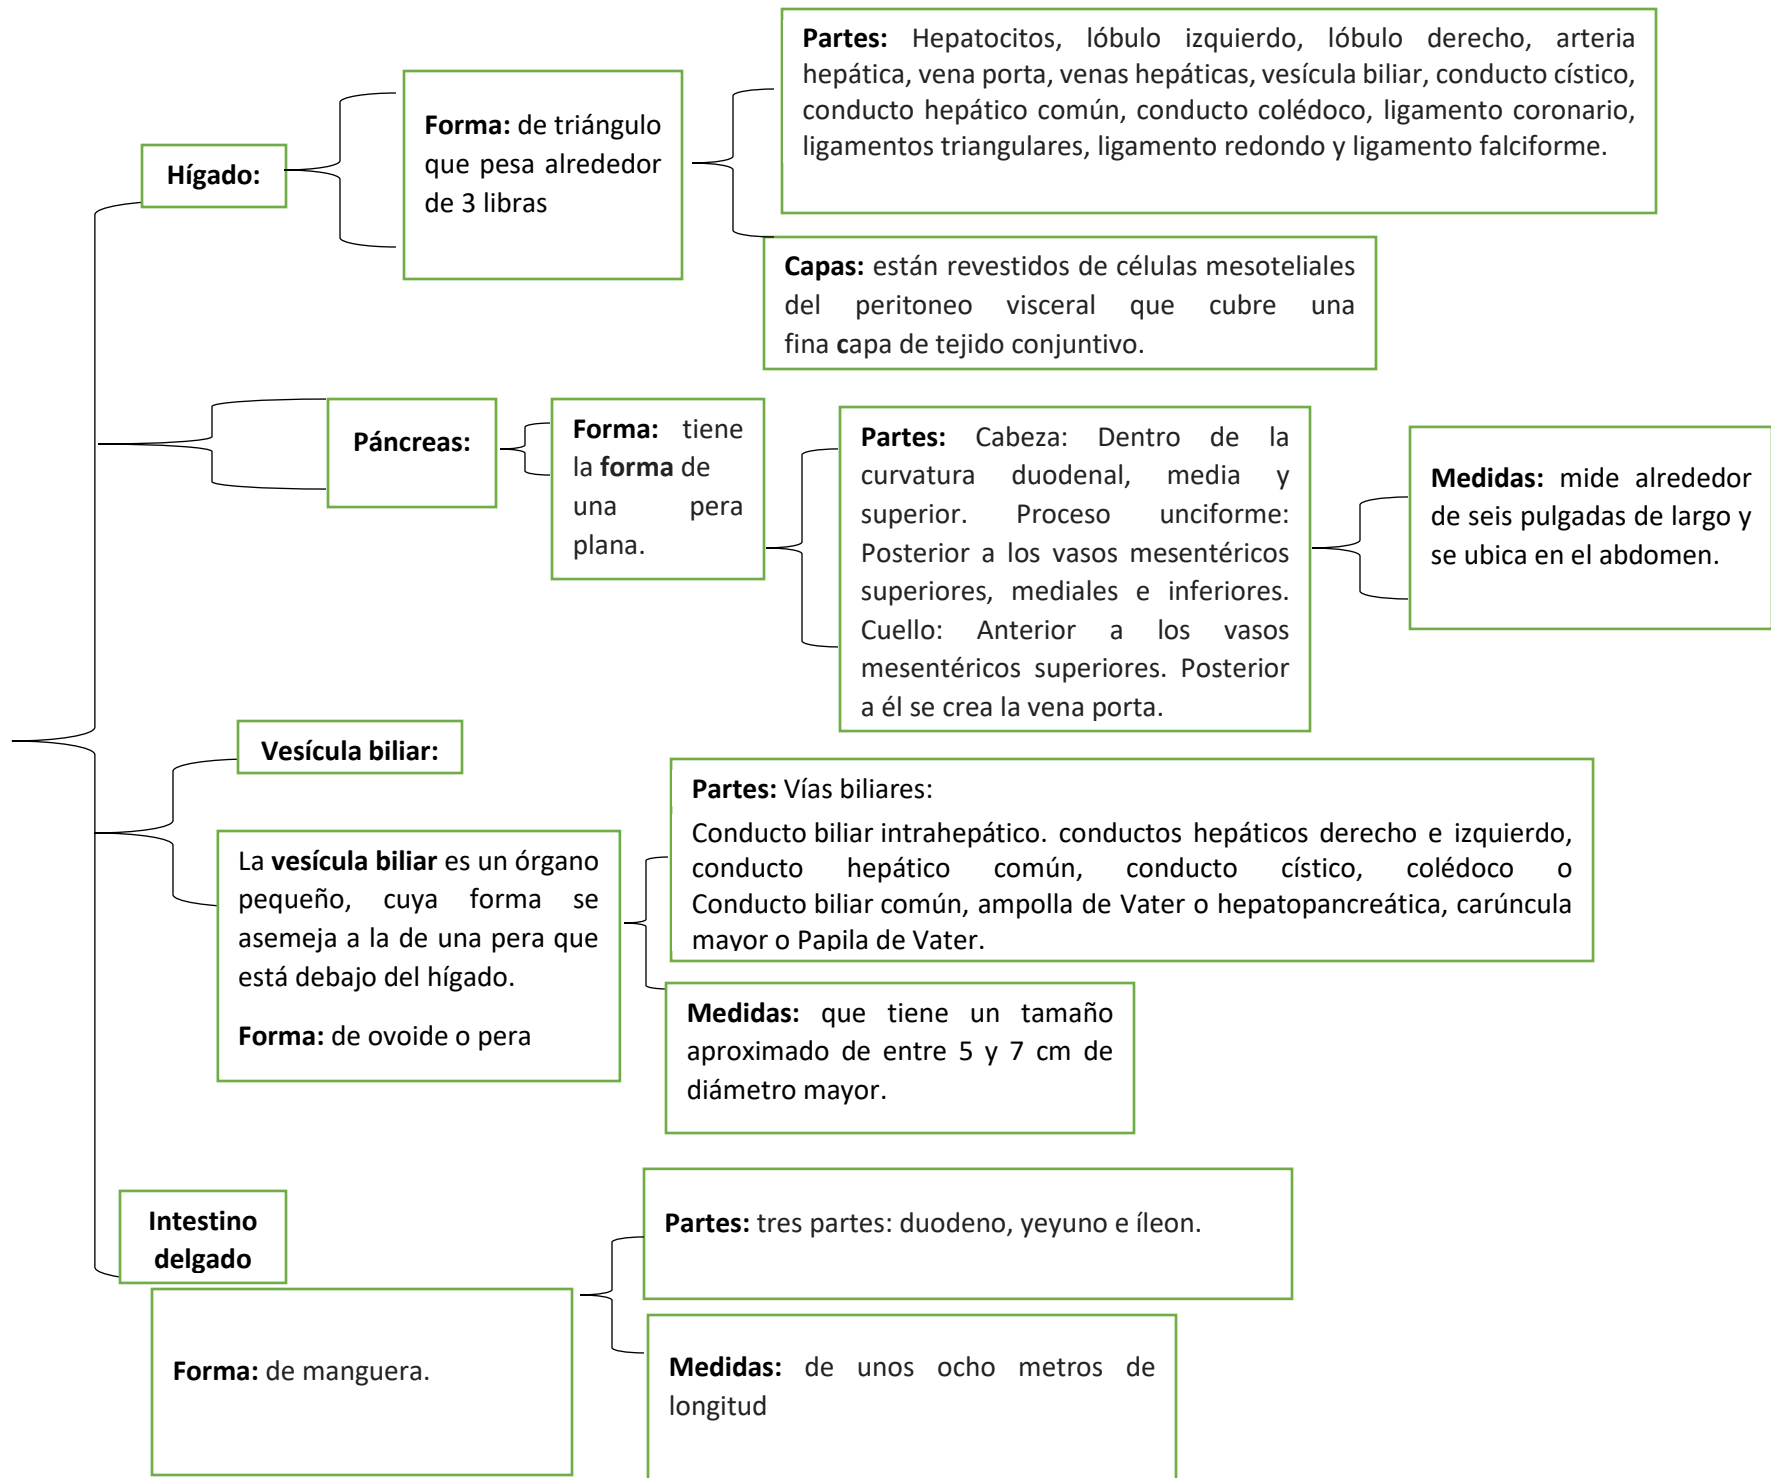 Hígado:
Forma: de triángulo
que pesa alrededor
de 3 libras
Partes: Hepatocitos, lóbulo izquierdo, lóbulo derecho, arteria
hepática, vena porta, venas hepáticas, vesícula biliar, conducto cístico,
conducto hepático común, conducto colédoco, ligamento coronario,
ligamentos triangulares, ligamento redondo y ligamento falciforme.
Capas: están revestidos de células mesoteliales
del peritoneo visceral que cubre una
fina capa de tejido conjuntivo.
Páncreas:
Forma: tiene
la forma de
una pera
plana.
Partes: Cabeza: Dentro de la
curvatura duodenal, media y
superior. Proceso unciforme:
Posterior a los vasos mesentéricos
superiores, mediales e inferiores.
Cuello: Anterior a los vasos
mesentéricos superiores. Posterior
a él se crea la vena porta.
Medidas: mide alrededor
de seis pulgadas de largo y
se ubica en el abdomen.
Vesícula biliar:
La vesícula biliar es un órgano
pequeño, cuya forma se
asemeja a la de una pera que
está debajo del hígado.
Forma: de ovoide o pera
Partes: Vías biliares:
Conducto biliar intrahepático. conductos hepáticos derecho e izquierdo,
conducto hepático común, conducto cístico, colédoco o
Conducto biliar común, ampolla de Vater o hepatopancreática, carúncula
mayor o Papila de Vater.
Medidas: que tiene un tamaño
aproximado de entre 5 y 7 cm de
diámetro mayor.
Intestino
delgado
Forma: de manguera.
Partes: tres partes: duodeno, yeyuno e íleon.
Medidas: de unos ocho metros de
longitud